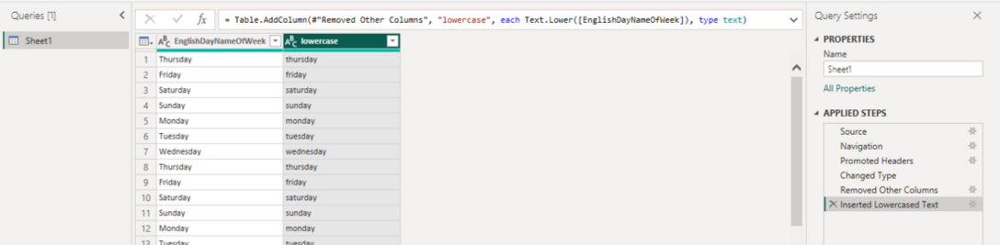 Queries [1]
Sheet1
fx = Table.AddColumn(#"Removed Other Columns", "lowercase", each Text.Lower([EnglishDayNameOfWeek]), type text)
ABC EnglishDayNameOfWeek ABC lowercase
1 Thursday thursday
2 Friday friday
3 Saturday saturday
4 Sunday sunday
5 Monday monday
6 Tuesday tuesday
7 Wednesday wednesday
8 Thursday thursday
9 Friday friday
10 Saturday saturday
11 Sunday sunday
12 Monday monday
13 Tuesday tuesday
Query Settings
PROPERTIES
Name
Sheet1
All Properties
APPLIED STEPS
Source
Navigation
Promoted Headers
Changed Type
Removed Other Columns
Inserted Lowercased Text